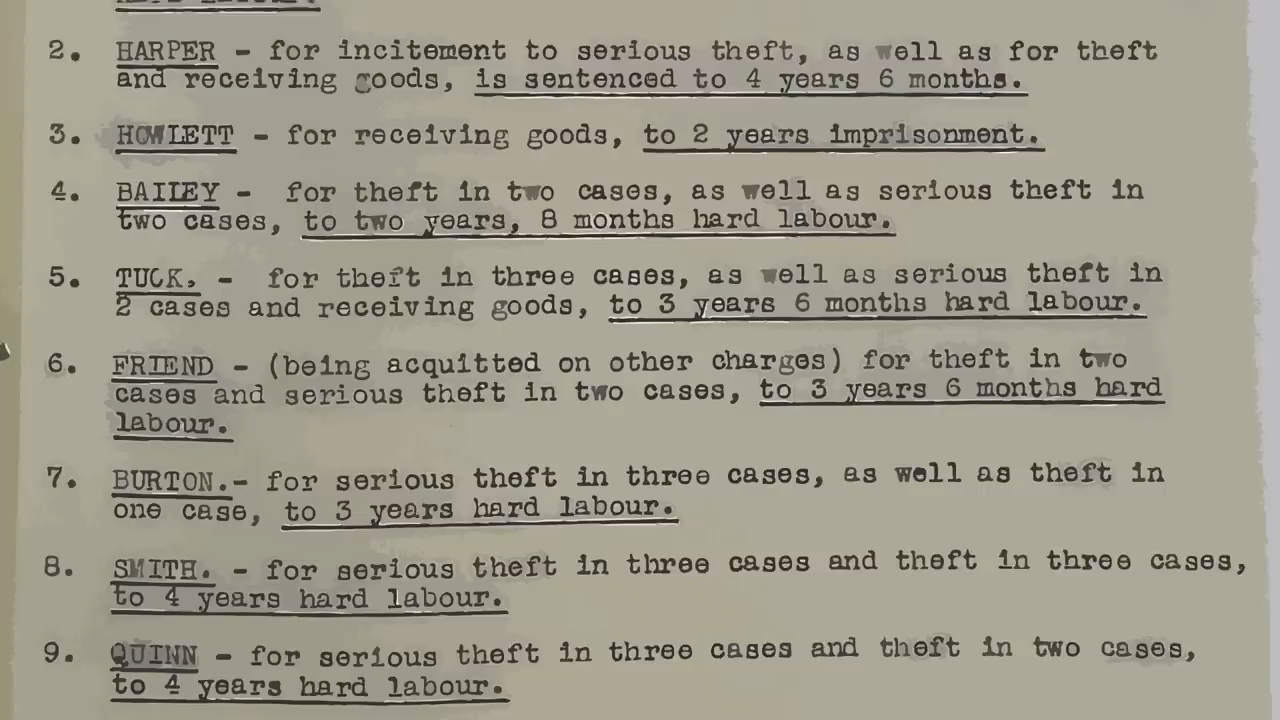 2. HARPER - for incitement to serious theft, as well as for theft
and receiving goods, is sentenced to 4 years 6 months.
3. HOWLETT - for receiving goods, to 2 years imprisonment.
4. BAILEY - for theft in two cases, as well as serious theft in
two cases, to two years, 8 months hard labour.
5. TUCK. - for theft in three cases, as well as serious theft in
2 cases and receiving goods, to 3 years 6 months hard labour.
6. FRIEND - (being acquitted on other charges) for theft in two
cases and serious theft in two cases, to 3 years 6 months hard
labour.
7. BURTON.- for serious theft in three cases, as well as theft in
one case, to 3 years hard labour.
8. SMITH. - for serious theft in three cases and theft in three cases,
to 4 years hard labour.
9. QUINN - for serious theft in three cases and theft in two cases,
to 4 years hard labour.